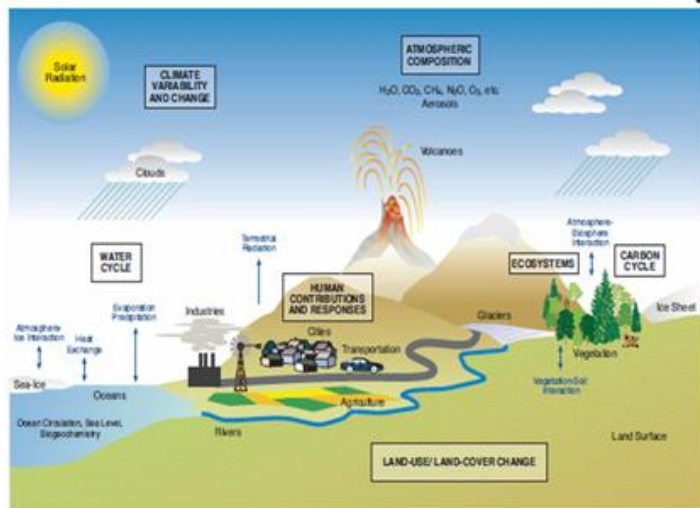 Solar
Radiation
CLIMATE
VARIABILITY
AND CHANGE
ATMOSPHERIC
COMPOSITION
H₂O, CO₂, CH₄, N₂O, O₃, etc
Aerosols
Volcanoes
Clouds
Atmosphere-
Biosphere
Interaction
WATER
CYCLE
Terrestrial
Radiation
ECOSYSTEMS
CARBON
CYCLE
HUMAN
CONTRIBUTIONS
AND RESPONSES
Evaporation
Precipitation
Industries
Glaciers
Ice Sheet
Atmosphere-
Ice Interaction
Heat
Exchange
Cities
Transportation
Vegetation
Sea-Ice
Oceans
Vegetation-Soil
Interaction
Agriculture
Ocean Circulation, Sea Level,
Biogeochemistry
Rivers
Land Surface
LAND-USE/ LAND-COVER CHANGE